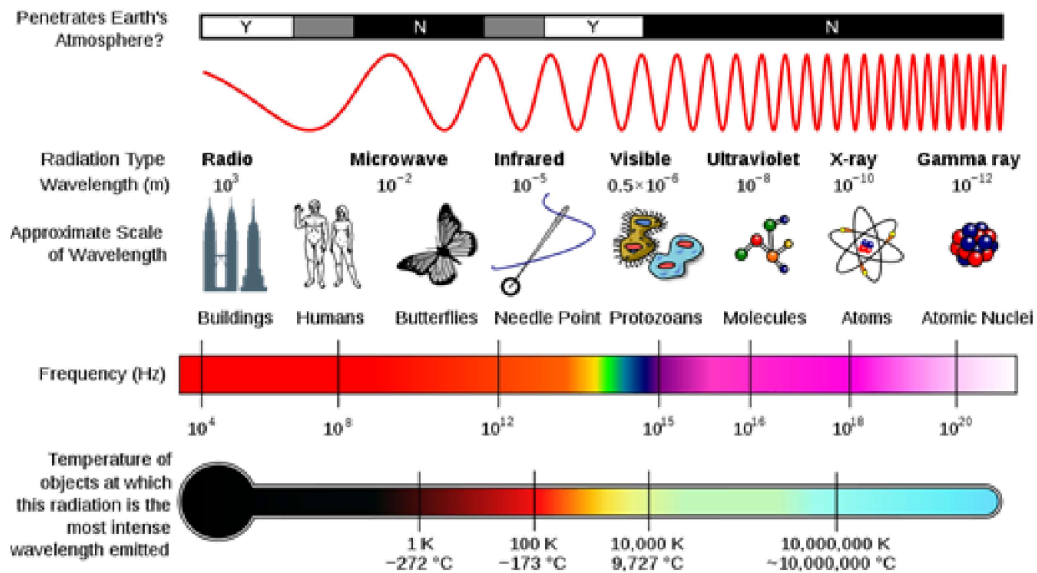 Penetrates Earth's
Atmosphere?
Y N Y N
Radiation Type
Radio Microwave Infrared Visible Ultraviolet X-ray Gamma ray
Wavelength (m)
10³ 10⁻² 10⁻⁵ 0.5×10⁻⁶ 10⁻⁸ 10⁻¹⁰ 10⁻¹²
Approximate Scale
of Wavelength
Buildings Humans Butterflies Needle Point Protozoans Molecules Atoms Atomic Nuclei
Frequency (Hz)
10⁴ 10⁸ 10¹² 10¹⁵ 10¹⁶ 10¹⁸ 10²⁰
Temperature of
objects at which
this radiation is the
most intense
wavelength emitted
1 K 100 K 10,000 K 10,000,000 K
−272 °C −173 °C 9,727 °C ~10,000,000 °C